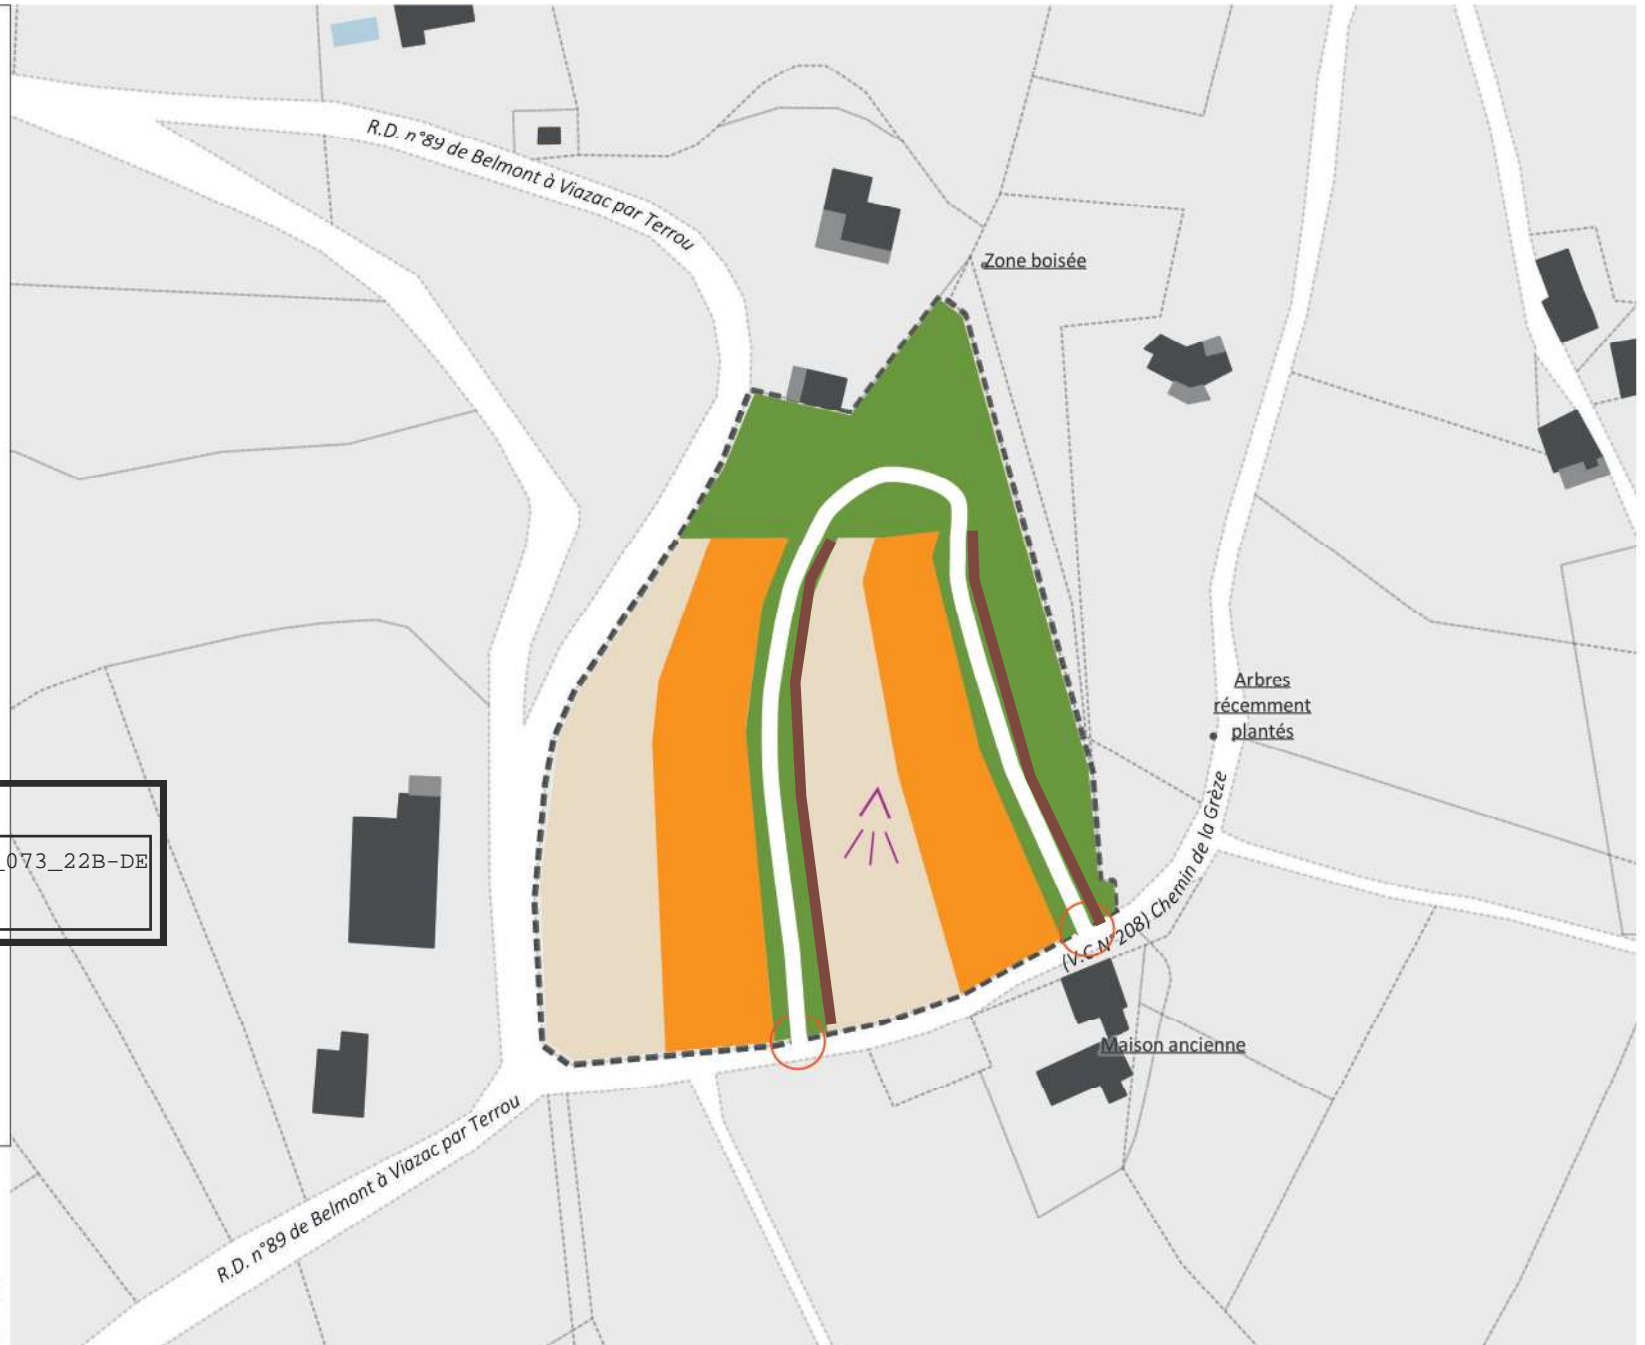 R.D. n°89 de Belmont à Viazac par Terrou
Zone boisée
Arbres
récemment
plantés
_073_22B-DE
(V.C N°208) Chemin de la Grèze
Maison ancienne
R.D. n°89 de Belmont à Viazac par Terrou